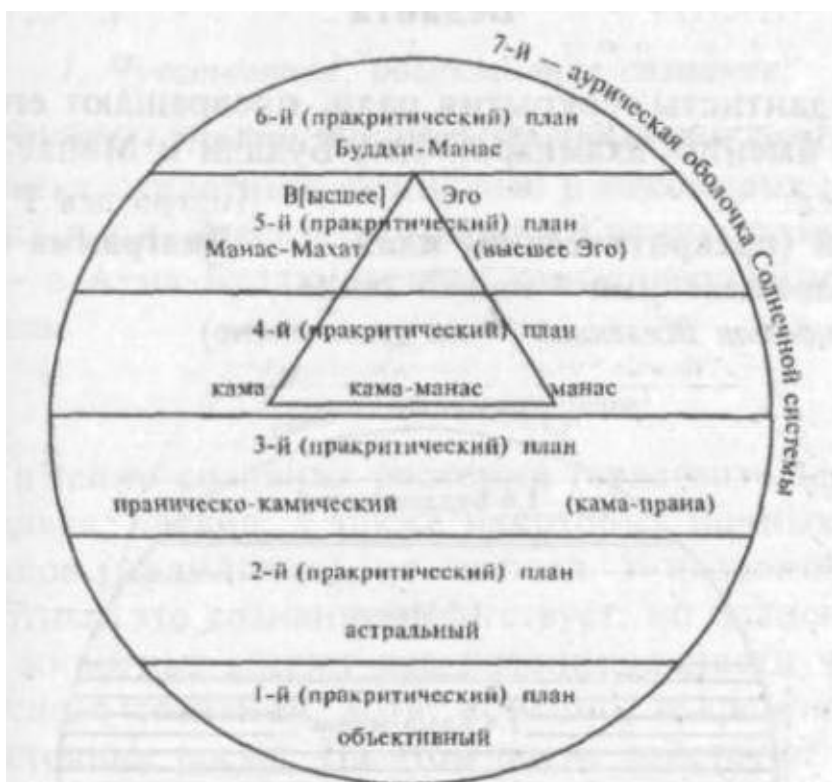 7-й — аурическая оболочка Солнечной системы
6-й (пракритический) план
Буддхи-Манас
В[ысшее] Эго
5-й (пракритический) план
Манас-Махат (высшее Эго)
4-й (пракритический) план
кама кама-манас манас
3-й (пракритический) план
праническо-камический (кама-прана)
2-й (пракритический) план
астральный
1-й (пракритический) план
объективный